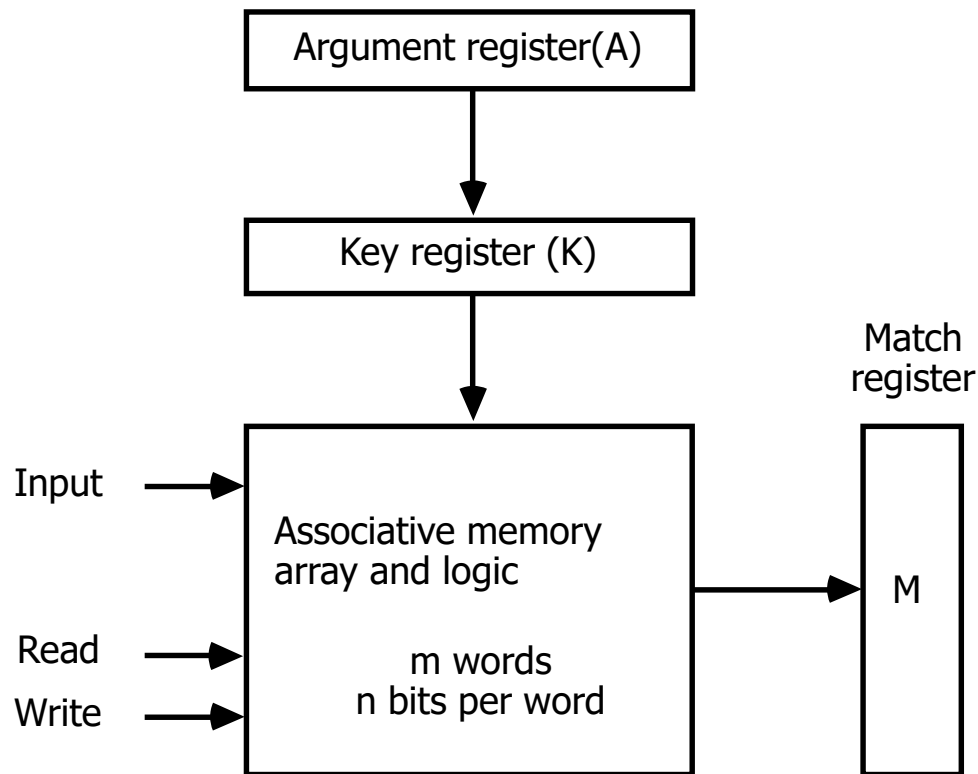 Argument register(A)
Key register (K)
Match
register
Input
Associative memory
array and logic
M
Read
m words
Write
n bits per word